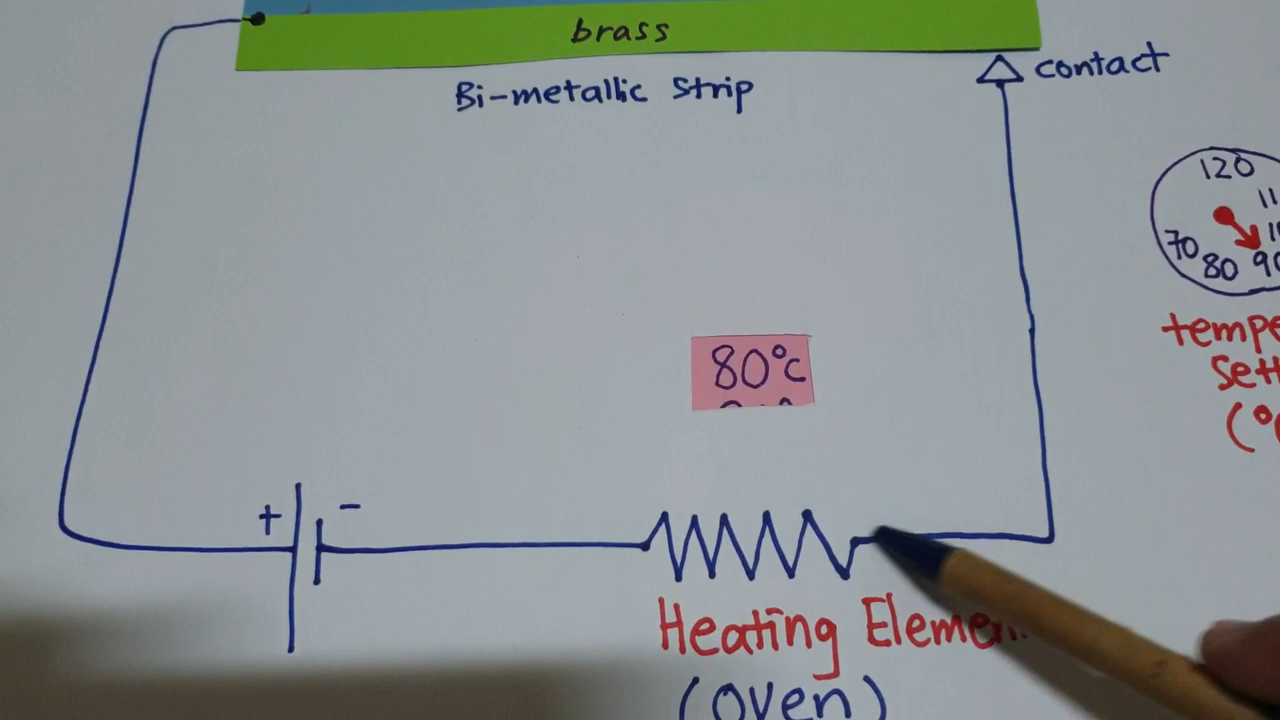 brass
Bi-metallic Strip
contact
120
70
80
80°C
+
-
Heating
(Oven)